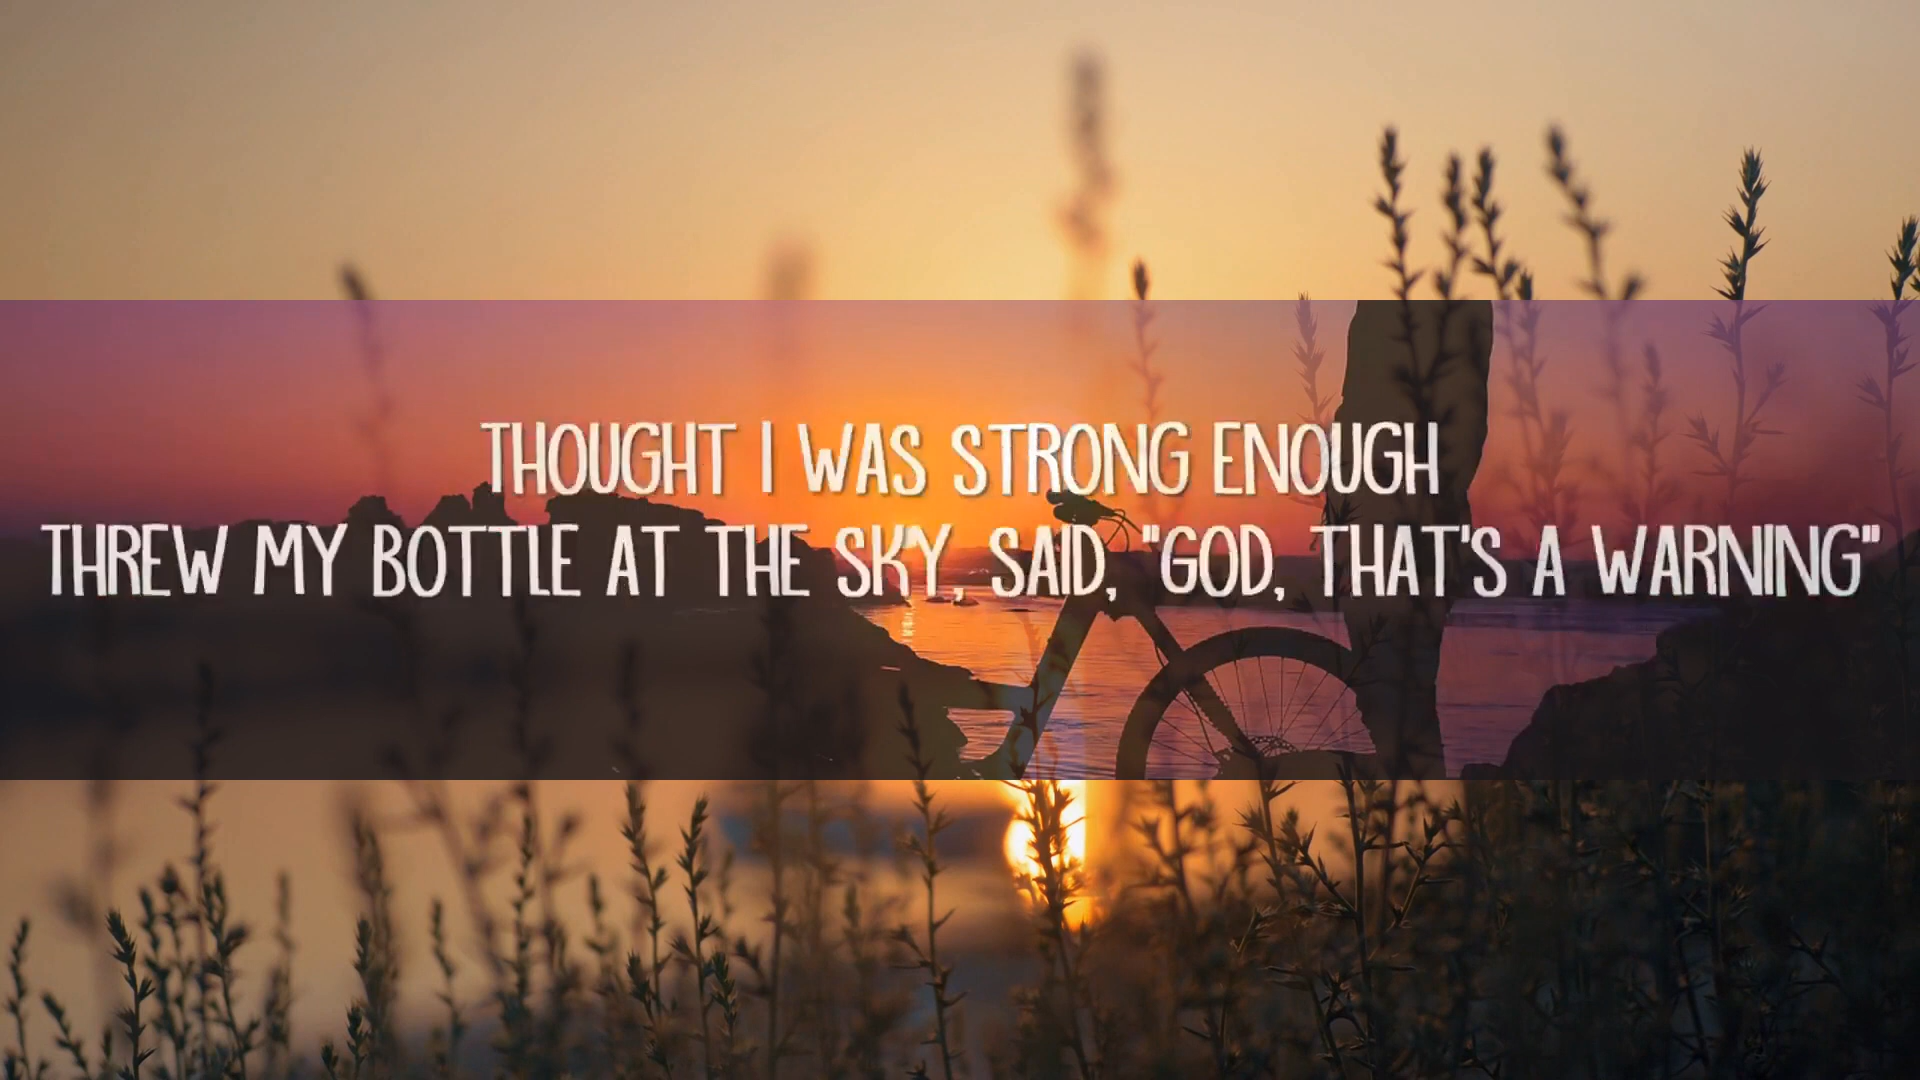 THOUGHT I WAS STRONG ENOUGH
THREW MY BOTTLE AT THE SKY, SAID, "GOD, THAT'S A WARNING"